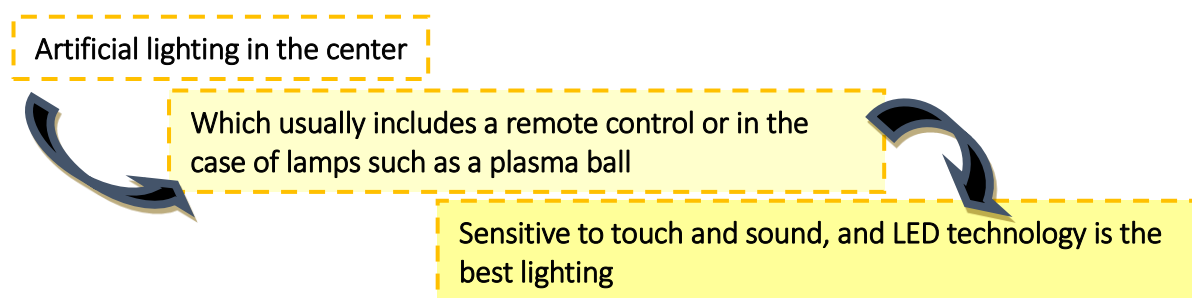 Artificial lighting in the center
Which usually includes a remote control or in the
case of lamps such as a plasma ball
Sensitive to touch and sound, and LED technology is the
best lighting